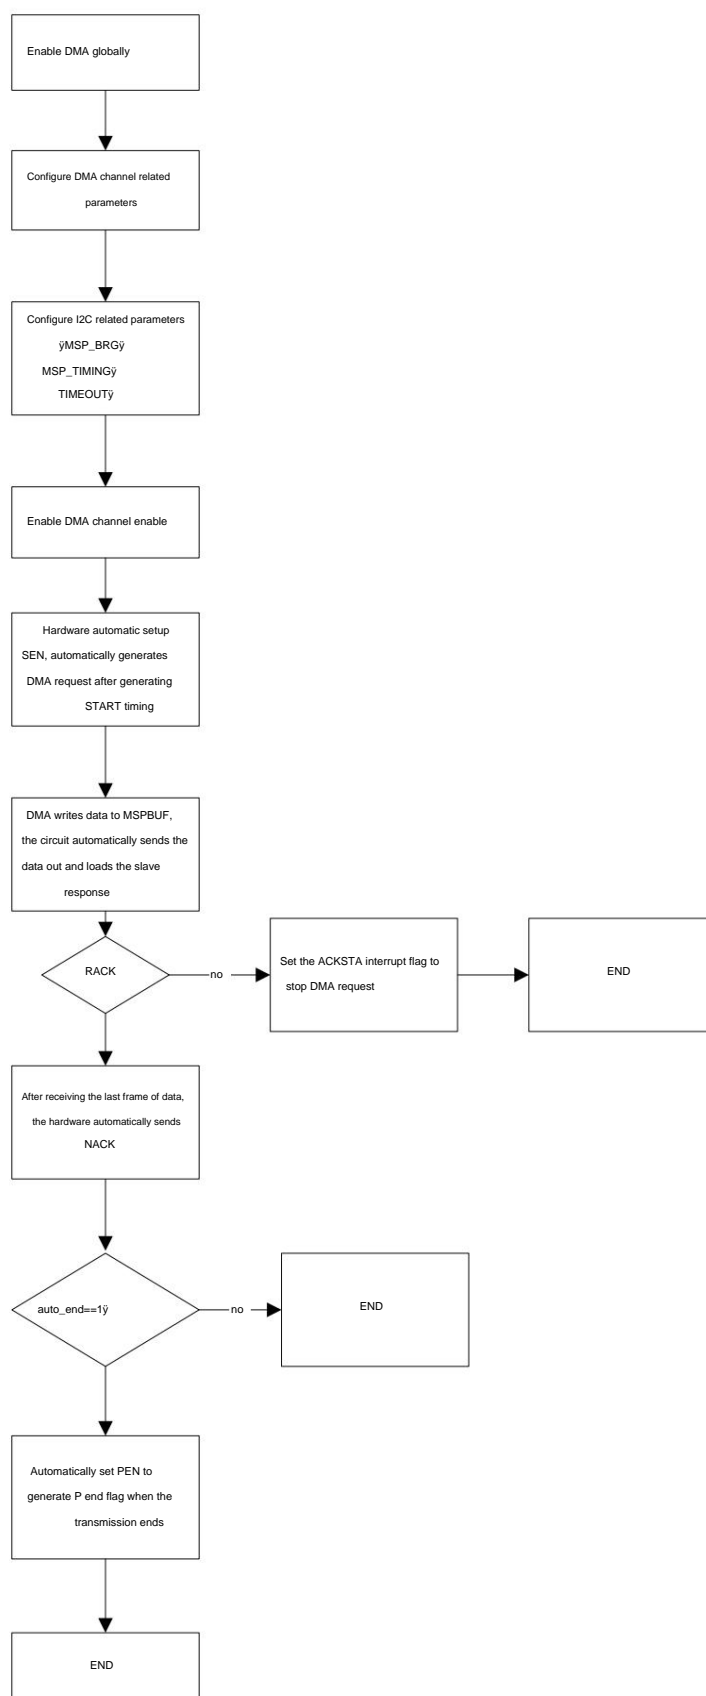 Enable DMA globally
Configure DMA channel related
parameters
Configure I2C related parameters
ÿMSP_BRGÿ
MSP_TIMINGÿ
TIMEOUTÿ
Enable DMA channel enable
Hardware automatic setup
SEN, automatically generates
DMA request after generating
START timing
DMA writes data to MSPBUF,
the circuit automatically sends the
data out and loads the slave
response
RACK
no
Set the ACKSTA interrupt flag to
stop DMA request
END
After receiving the last frame of data,
the hardware automatically sends
NACK
auto_end==1ÿ
no
END
Automatically set PEN to
generate P end flag when the
transmission ends
END